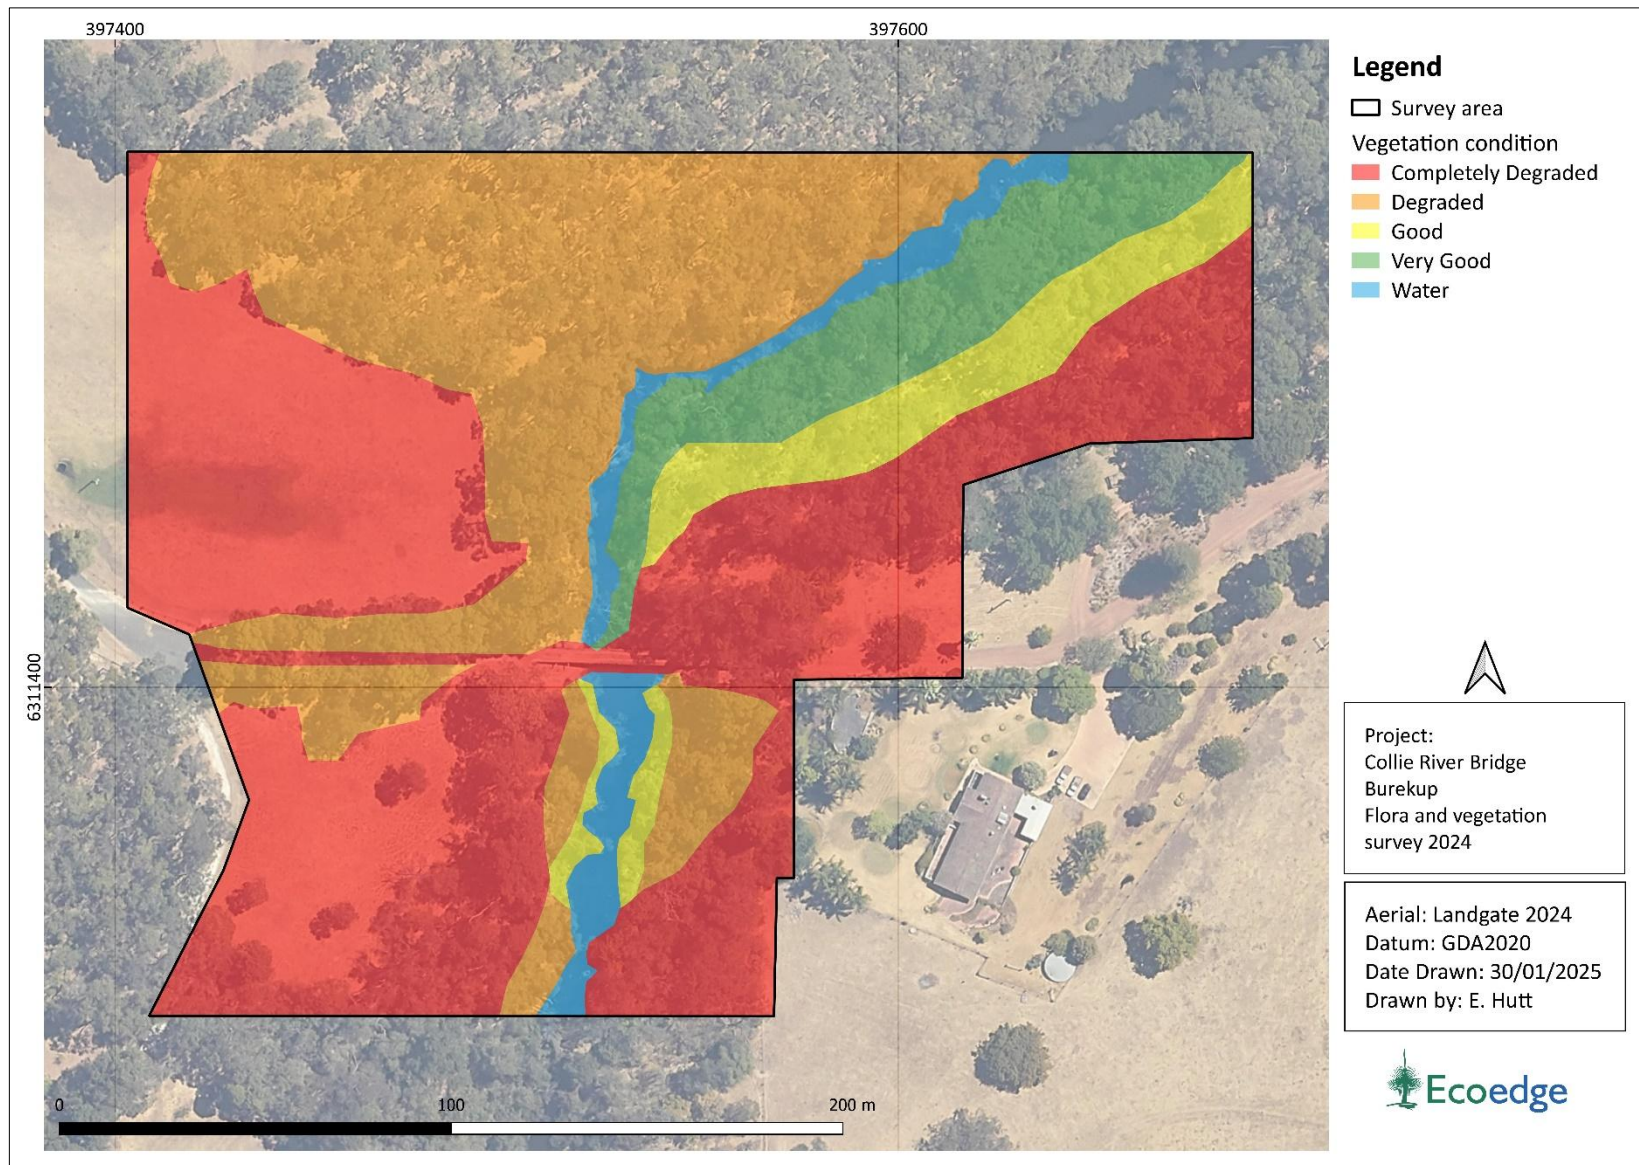 397400
397600
6311400
0
100
200 m
Legend
Survey area
Vegetation condition
Completely Degraded
Degraded
Good
Very Good
Water
Project:
Collie River Bridge
Burekup
Flora and vegetation
survey 2024
Aerial: Landgate 2024
Datum: GDA2020
Date Drawn: 30/01/2025
Drawn by: E. Hutt
Ecoedge